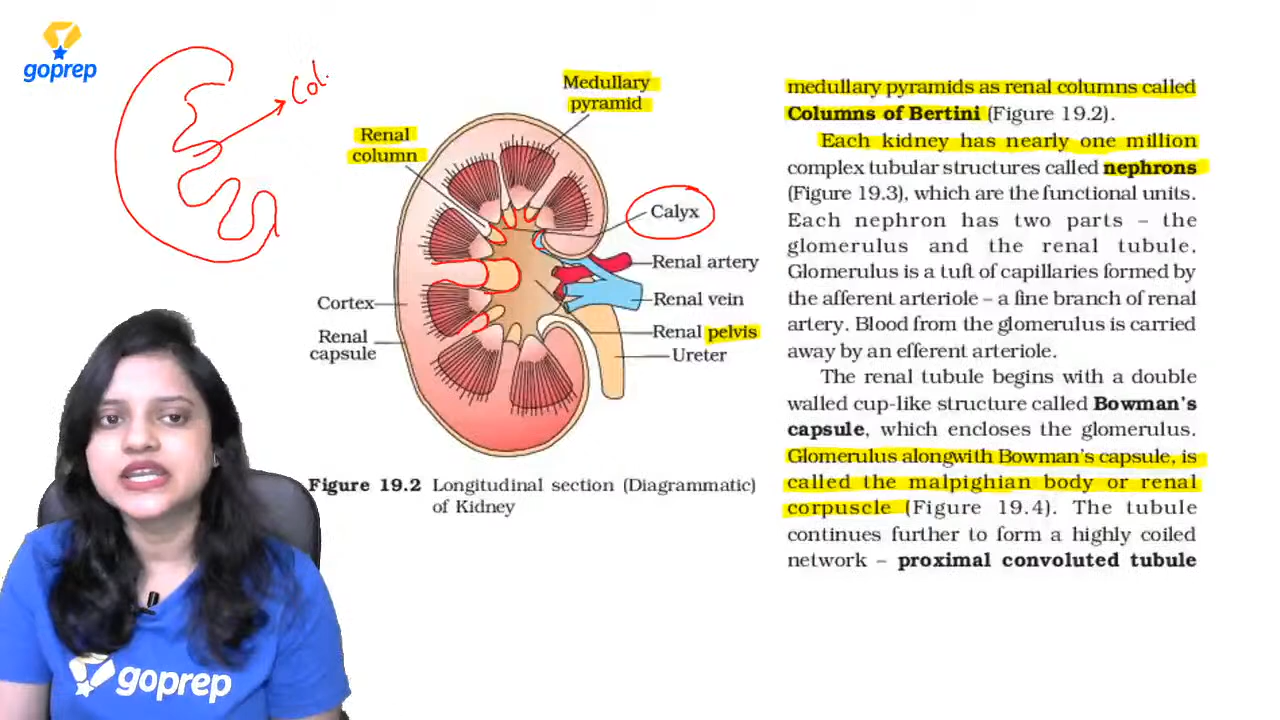 goprep
Col.
Medullary
pyramid
Renal
column
Calyx
Renal artery
Renal vein
Cortex
Renal pelvis
Renal
capsule
Ureter
Figure 19.2 Longitudinal section (Diagrammatic)
of Kidney
medullary pyramids as renal columns called
Columns of Bertini (Figure 19.2).
Each kidney has nearly one million
complex tubular structures called nephrons
(Figure 19.3), which are the functional units.
Each nephron has two parts – the
glomerulus and the renal tubule.
Glomerulus is a tuft of capillaries formed by
the afferent arteriole – a fine branch of renal
artery. Blood from the glomerulus is carried
away by an efferent arteriole.
The renal tubule begins with a double
walled cup-like structure called Bowman's
capsule, which encloses the glomerulus.
Glomerulus alongwith Bowman's capsule, is
called the malpighian body or renal
corpuscle (Figure 19.4). The tubule
continues further to form a highly coiled
network – proximal convoluted tubule
goprep